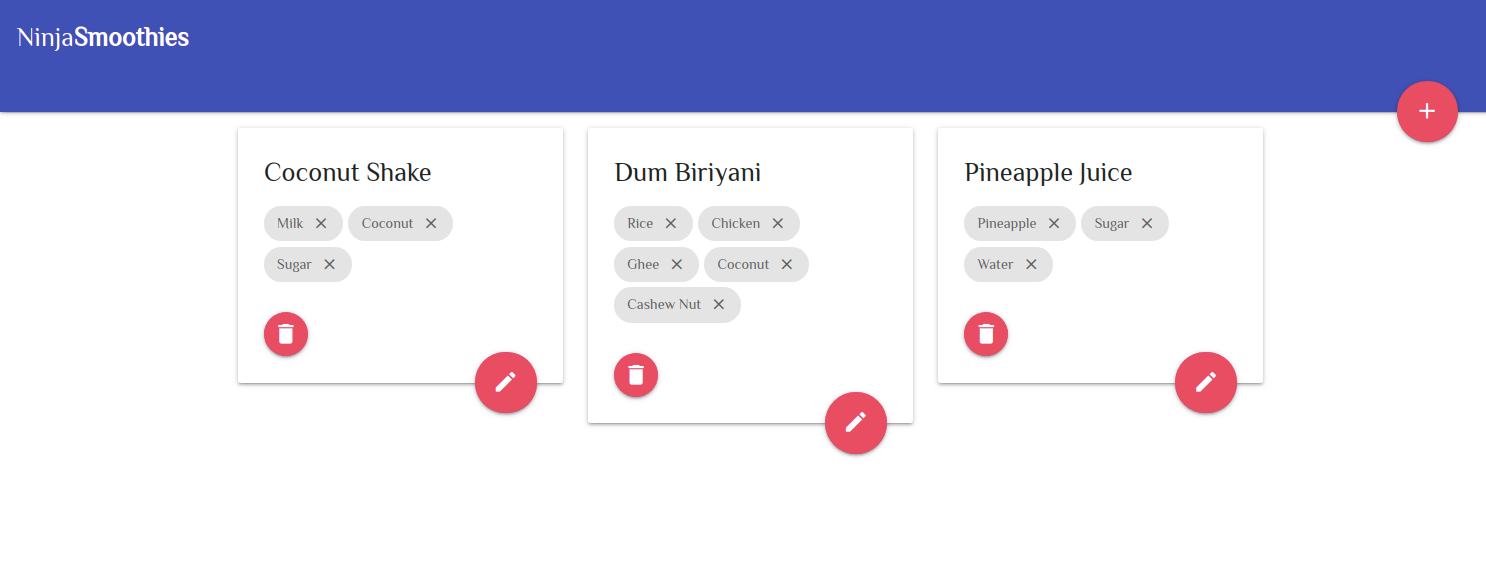 NinjaSmoothies
Coconut Shake
Milk
Coconut
Sugar
Dum Biriyani
Rice
Chicken
Ghee
Coconut
Cashew Nut
Pineapple Juice
Pineapple
Sugar
Water